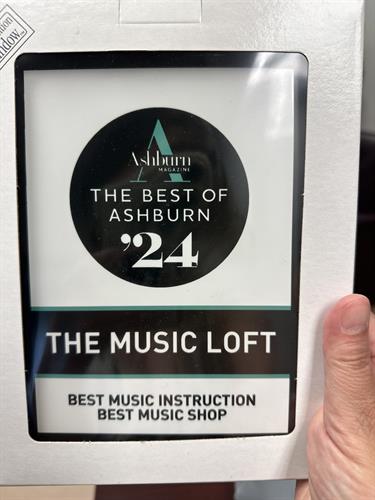 Ashburn
MAGAZINE
THE BEST OF
ASHBURN
'24
THE MUSIC LOFT
BEST MUSIC INSTRUCTION
BEST MUSIC SHOP